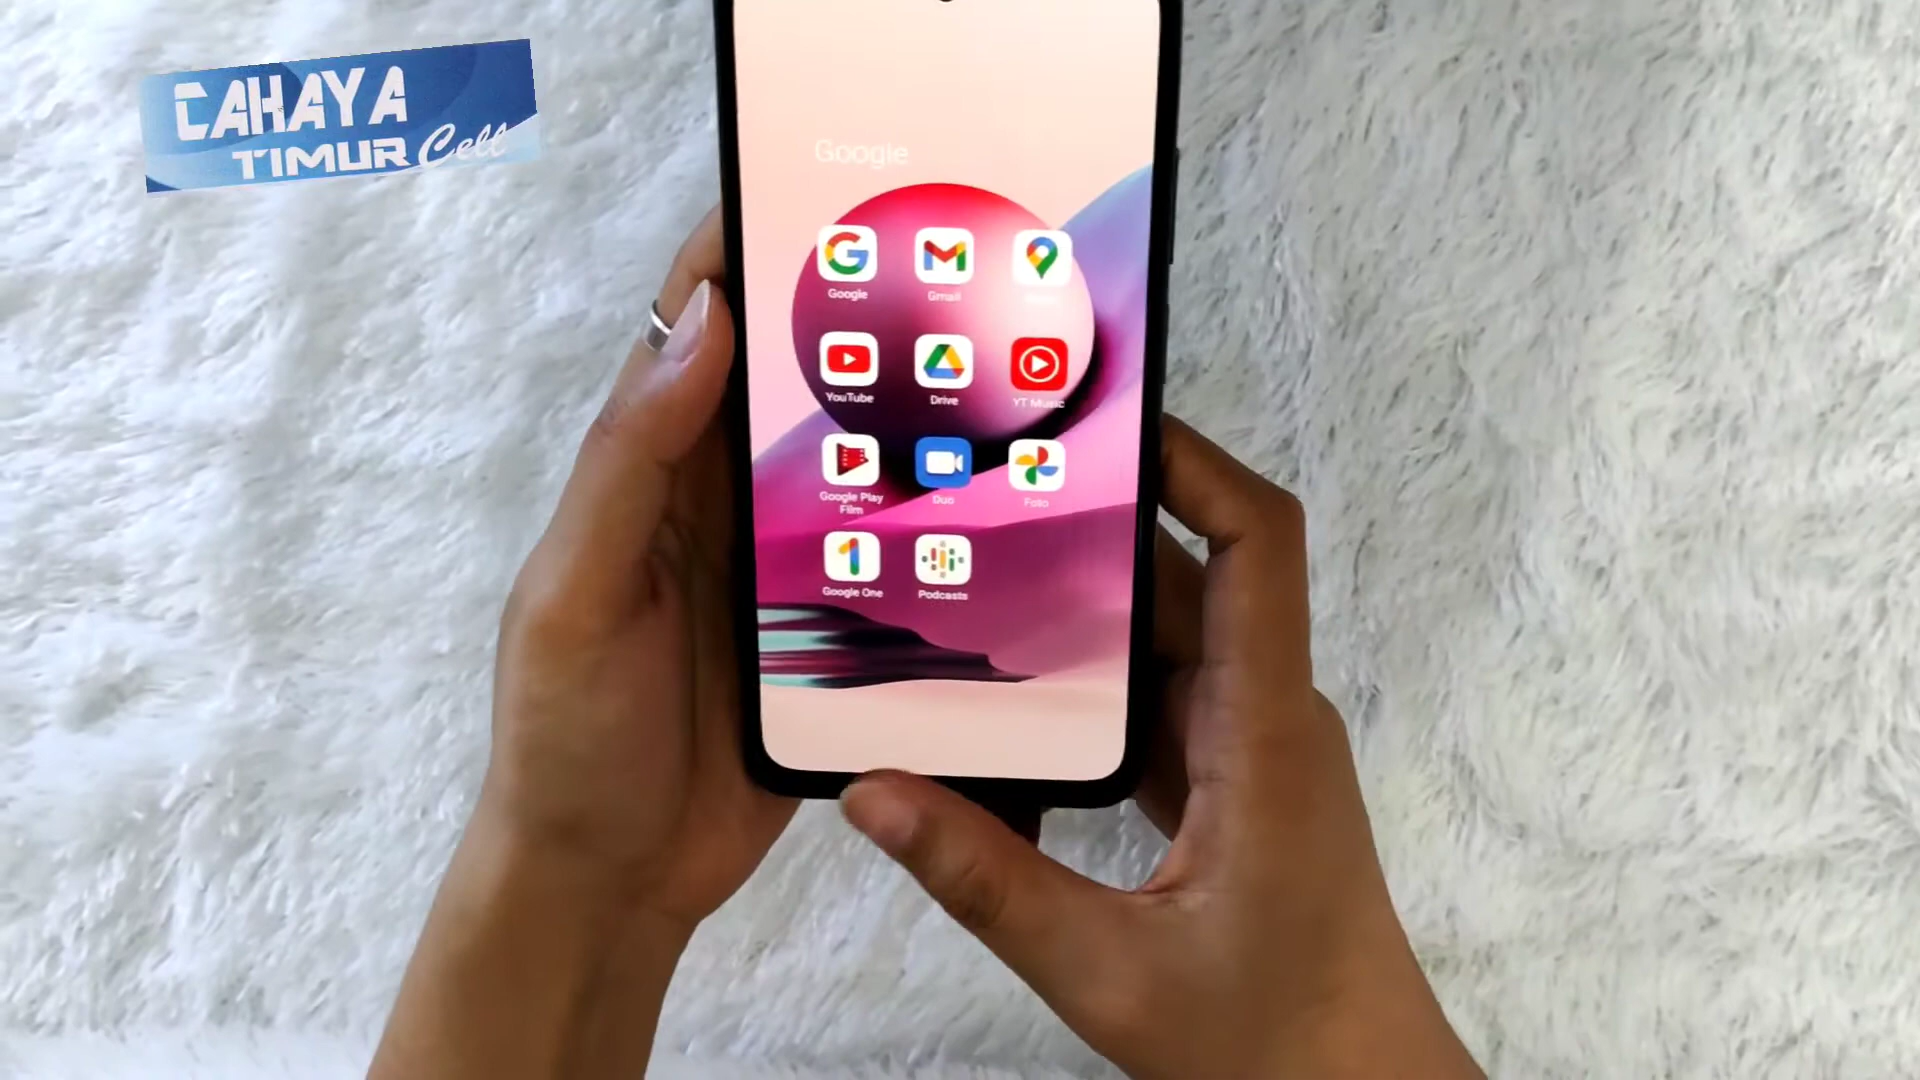 CAHAYA
TIMUR Cell
Google
Google
Gmail
YouTube
Drive
YT Music
Google Play
Film
Duo
Foto
Google One
Podcasts